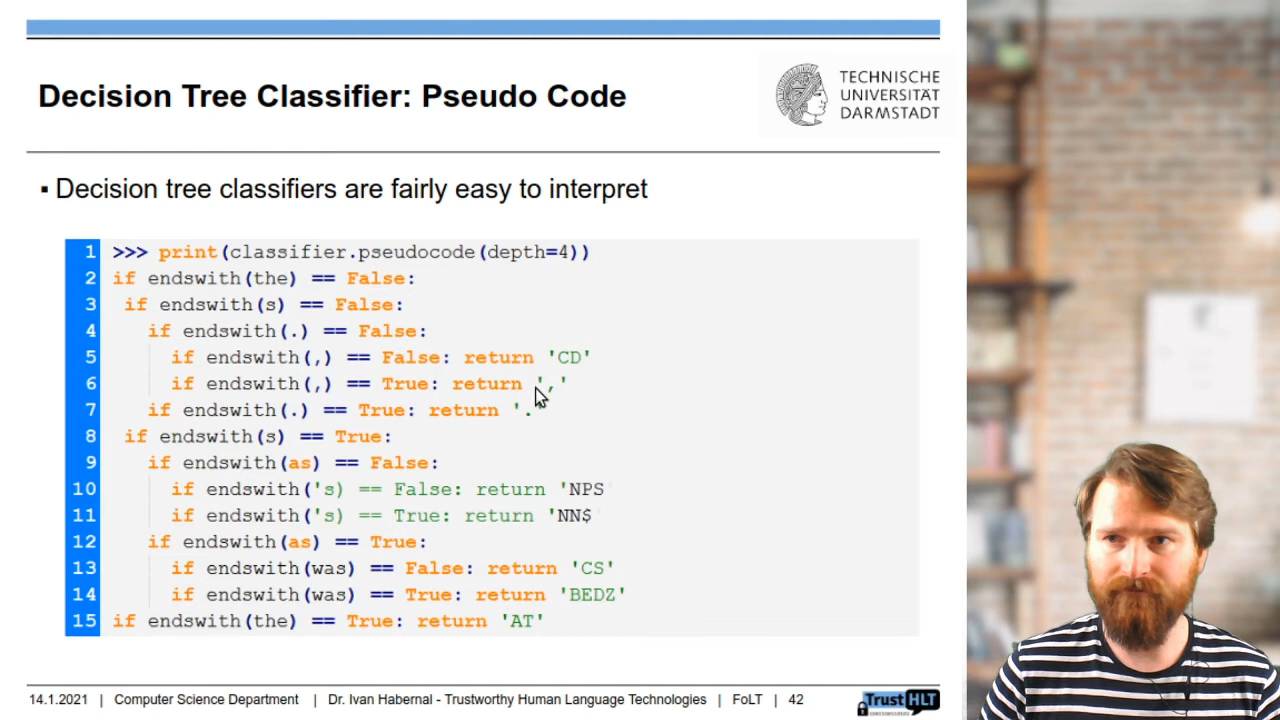 Decision Tree Classifier: Pseudo Code
TECHNISCHE
UNIVERSITÄT
DARMSTADT
▪ Decision tree classifiers are fairly easy to interpret
1 >>> print(classifier.pseudocode(depth=4))
2 if endswith(the) == False:
3 if endswith(s) == False:
4 if endswith(.) == False:
5 if endswith(,) == False: return 'CD'
6 if endswith(,) == True: return ','
7 if endswith(.) == True: return '.'
8 if endswith(s) == True:
9 if endswith(as) == False:
10 if endswith('s) == False: return 'NPS
11 if endswith('s) == True: return 'NN$
12 if endswith(as) == True:
13 if endswith(was) == False: return 'CS'
14 if endswith(was) == True: return 'BEDZ'
15 if endswith(the) == True: return 'AT'
14.1.2021 | Computer Science Department | Dr. Ivan Habernal - Trustworthy Human Language Technologies | FoLT | 42
TrustHLT